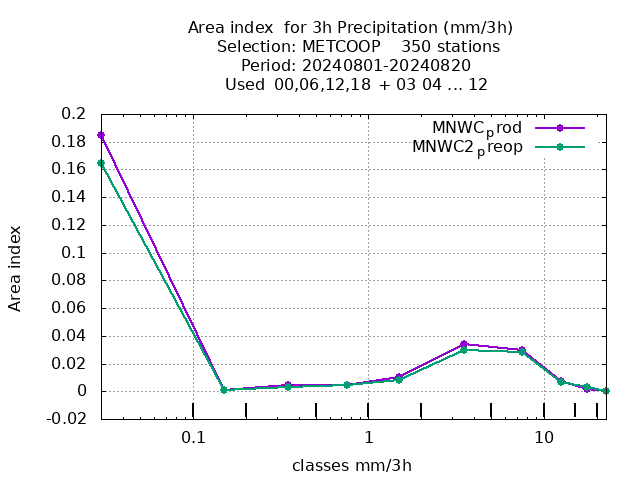 Area index  for 3h Precipitation (mm/3h)
Selection: METCOOP    350 stations
Period: 20240801-20240820
Used  00,06,12,18 + 03 04 ... 12
MNWCprod
MNWC2preop
0.2
0.18
0.16
0.14
0.12
0.1
0.08
0.06
0.04
0.02
0
-0.02
Area index
0.1 1 10
classes mm/3h